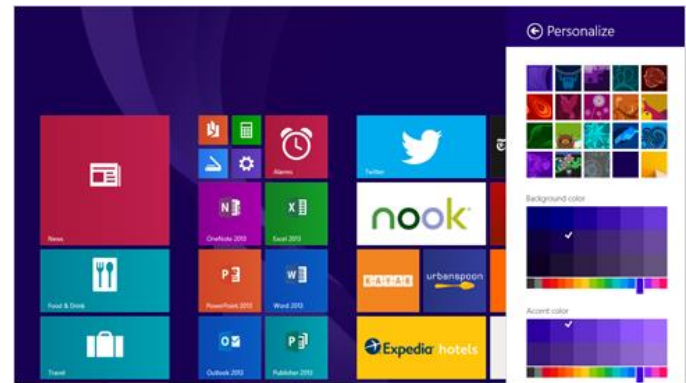 Personalize
Alarms
Twitter
News
OneNote 2013
Excel 2013
nook
Food & Drink
PowerPoint 2013
Word 2013
KAYAK
urbanspoon
Travel
Outlook 2013
Publisher 2013
Expedia hotels
Background color
Accent color